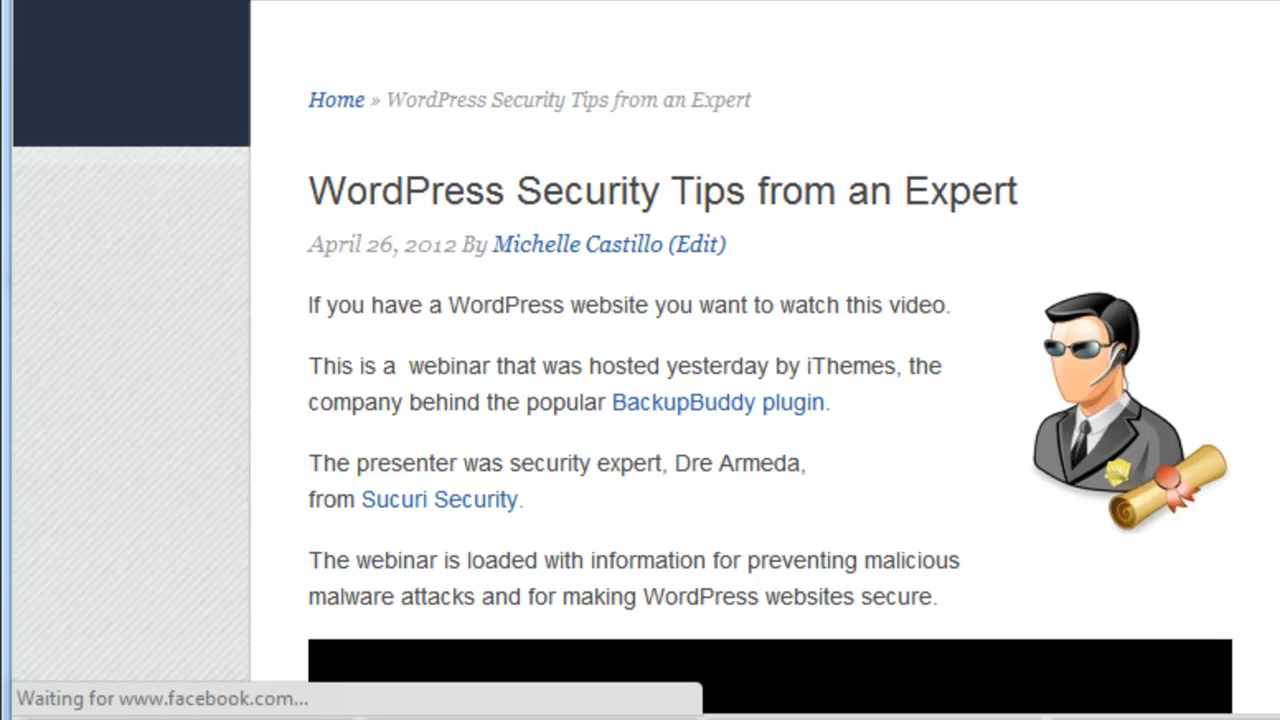 Home » WordPress Security Tips from an Expert
WordPress Security Tips from an Expert
April 26, 2012 By Michelle Castillo (Edit)
If you have a WordPress website you want to watch this video.
This is a  webinar that was hosted yesterday by iThemes, the
company behind the popular BackupBuddy plugin.
The presenter was security expert, Dre Armeda,
from Sucuri Security.
The webinar is loaded with information for preventing malicious
malware attacks and for making WordPress websites secure.
Waiting for www.facebook.com...